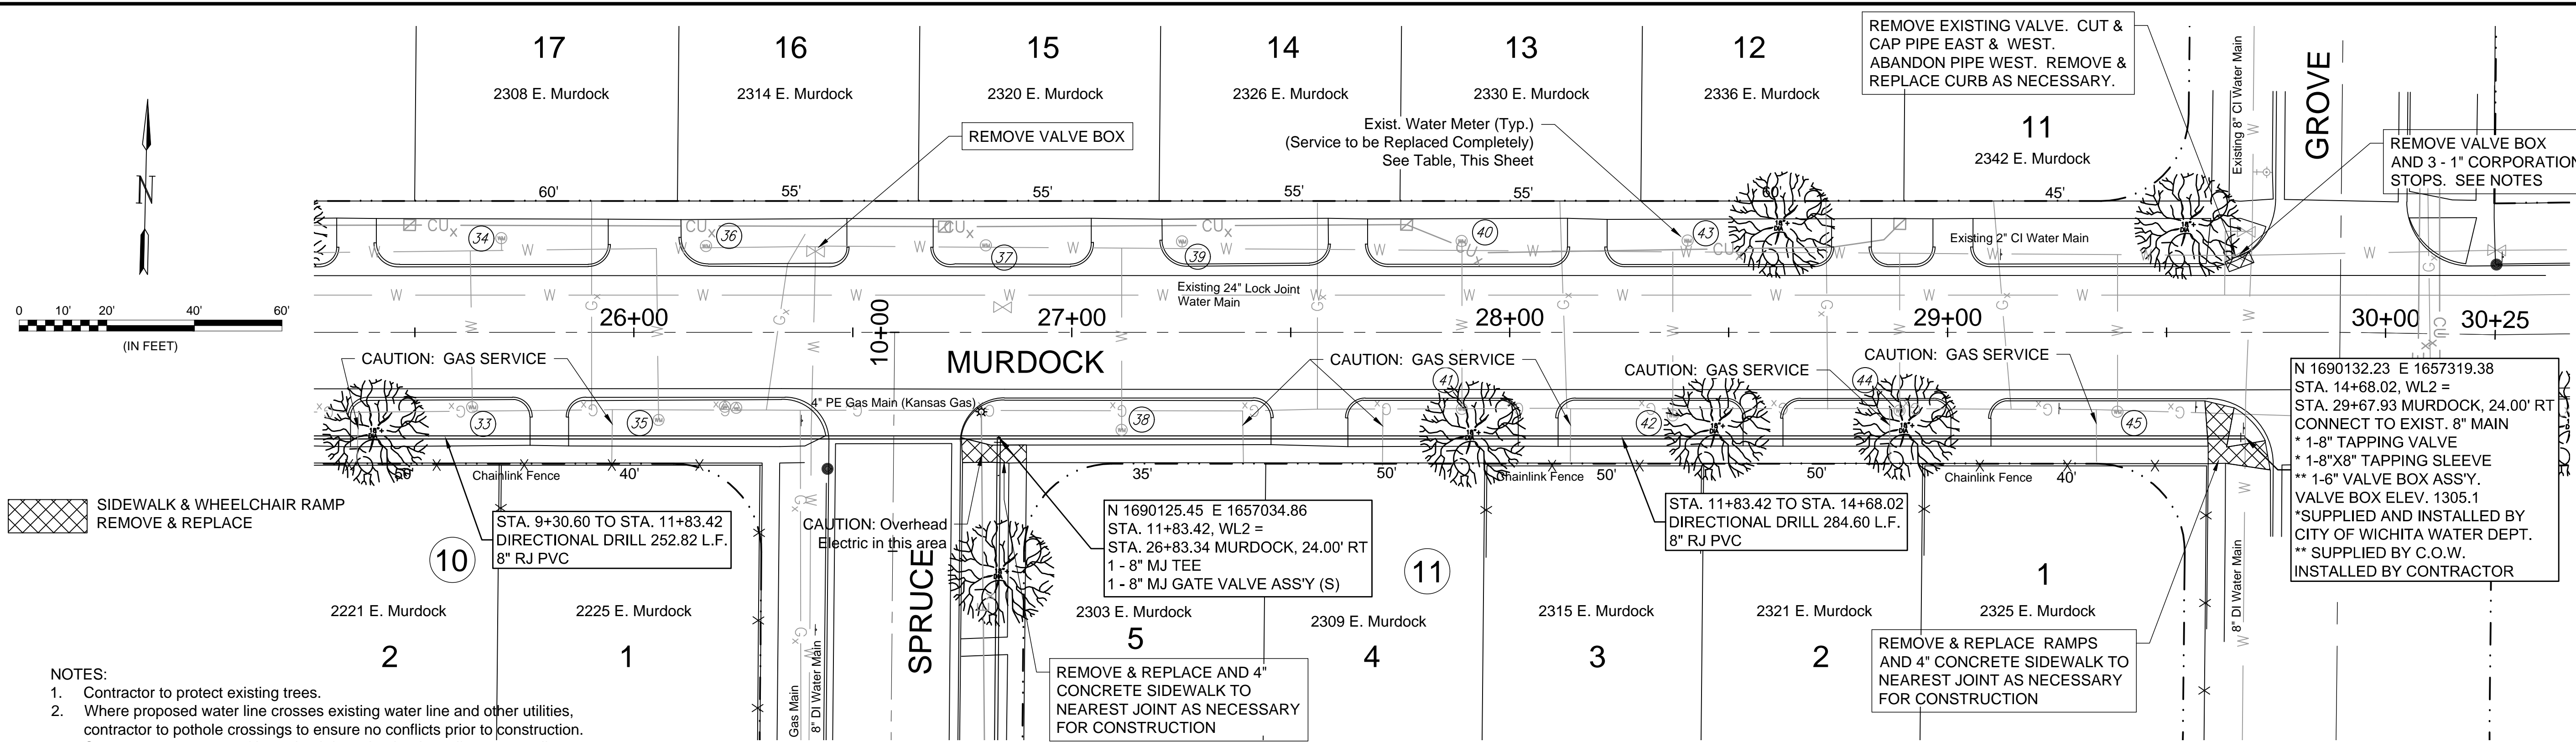 17
16
15
14
13
12
11
2308 E. Murdock
2314 E. Murdock
2320 E. Murdock
2326 E. Murdock
2330 E. Murdock
2336 E. Murdock
2342 E. Murdock
REMOVE EXISTING VALVE. CUT &
CAP PIPE EAST & WEST.
ABANDON PIPE WEST. REMOVE &
REPLACE CURB AS NECESSARY.
Existing 8" CI Water Main
GROVE
REMOVE VALVE BOX
Exist. Water Meter (Typ.)
(Service to be Replaced Completely)
See Table, This Sheet
REMOVE VALVE BOX
AND 3 - 1" CORPORATION
STOPS. SEE NOTES
N
60'
55'
55'
55'
55'
60'
45'
34
36
37
39
40
43
Existing 2" CI Water Main
Existing 24" Lock Joint
Water Main
0 10' 20' 40' 60'
(IN FEET)
26+00
10+00
27+00
28+00
29+00
30+00
30+25
MURDOCK
CAUTION: GAS SERVICE
CAUTION: GAS SERVICE
CAUTION: GAS SERVICE
CAUTION: GAS SERVICE
4" PE Gas Main (Kansas Gas)
33
35
38
41
42
44
45
N 1690132.23 E 1657319.38
STA. 14+68.02, WL2 =
STA. 29+67.93 MURDOCK, 24.00' RT
CONNECT TO EXIST. 8" MAIN
* 1-8" TAPPING VALVE
* 1-8"X8" TAPPING SLEEVE
** 1-6" VALVE BOX ASS'Y.
VALVE BOX ELEV. 1305.1
*SUPPLIED AND INSTALLED BY
CITY OF WICHITA WATER DEPT.
** SUPPLIED BY C.O.W.
INSTALLED BY CONTRACTOR
Chainlink Fence
40'
35'
50'
Chainlink Fence
50'
50'
Chainlink Fence
40'
SIDEWALK & WHEELCHAIR RAMP
REMOVE & REPLACE
10
STA. 9+30.60 TO STA. 11+83.42
DIRECTIONAL DRILL 252.82 L.F.
8" RJ PVC
CAUTION: Overhead
Electric in this area
N 1690125.45 E 1657034.86
STA. 11+83.42, WL2 =
STA. 26+83.34 MURDOCK, 24.00' RT
1 - 8" MJ TEE
1 - 8" MJ GATE VALVE ASS'Y (S)
11
STA. 11+83.42 TO STA. 14+68.02
DIRECTIONAL DRILL 284.60 L.F.
8" RJ PVC
SPRUCE
8" DI Water Main
2221 E. Murdock
2
2225 E. Murdock
1
2303 E. Murdock
5
2309 E. Murdock
4
2315 E. Murdock
3
2321 E. Murdock
2
1
2325 E. Murdock
Gas Main
8" DI Water Main
REMOVE & REPLACE AND 4"
CONCRETE SIDEWALK TO
NEAREST JOINT AS NECESSARY
FOR CONSTRUCTION
REMOVE & REPLACE RAMPS
AND 4" CONCRETE SIDEWALK TO
NEAREST JOINT AS NECESSARY
FOR CONSTRUCTION
NOTES:
1. Contractor to protect existing trees.
2. Where proposed water line crosses existing water line and other utilities,
contractor to pothole crossings to ensure no conflicts prior to construction.